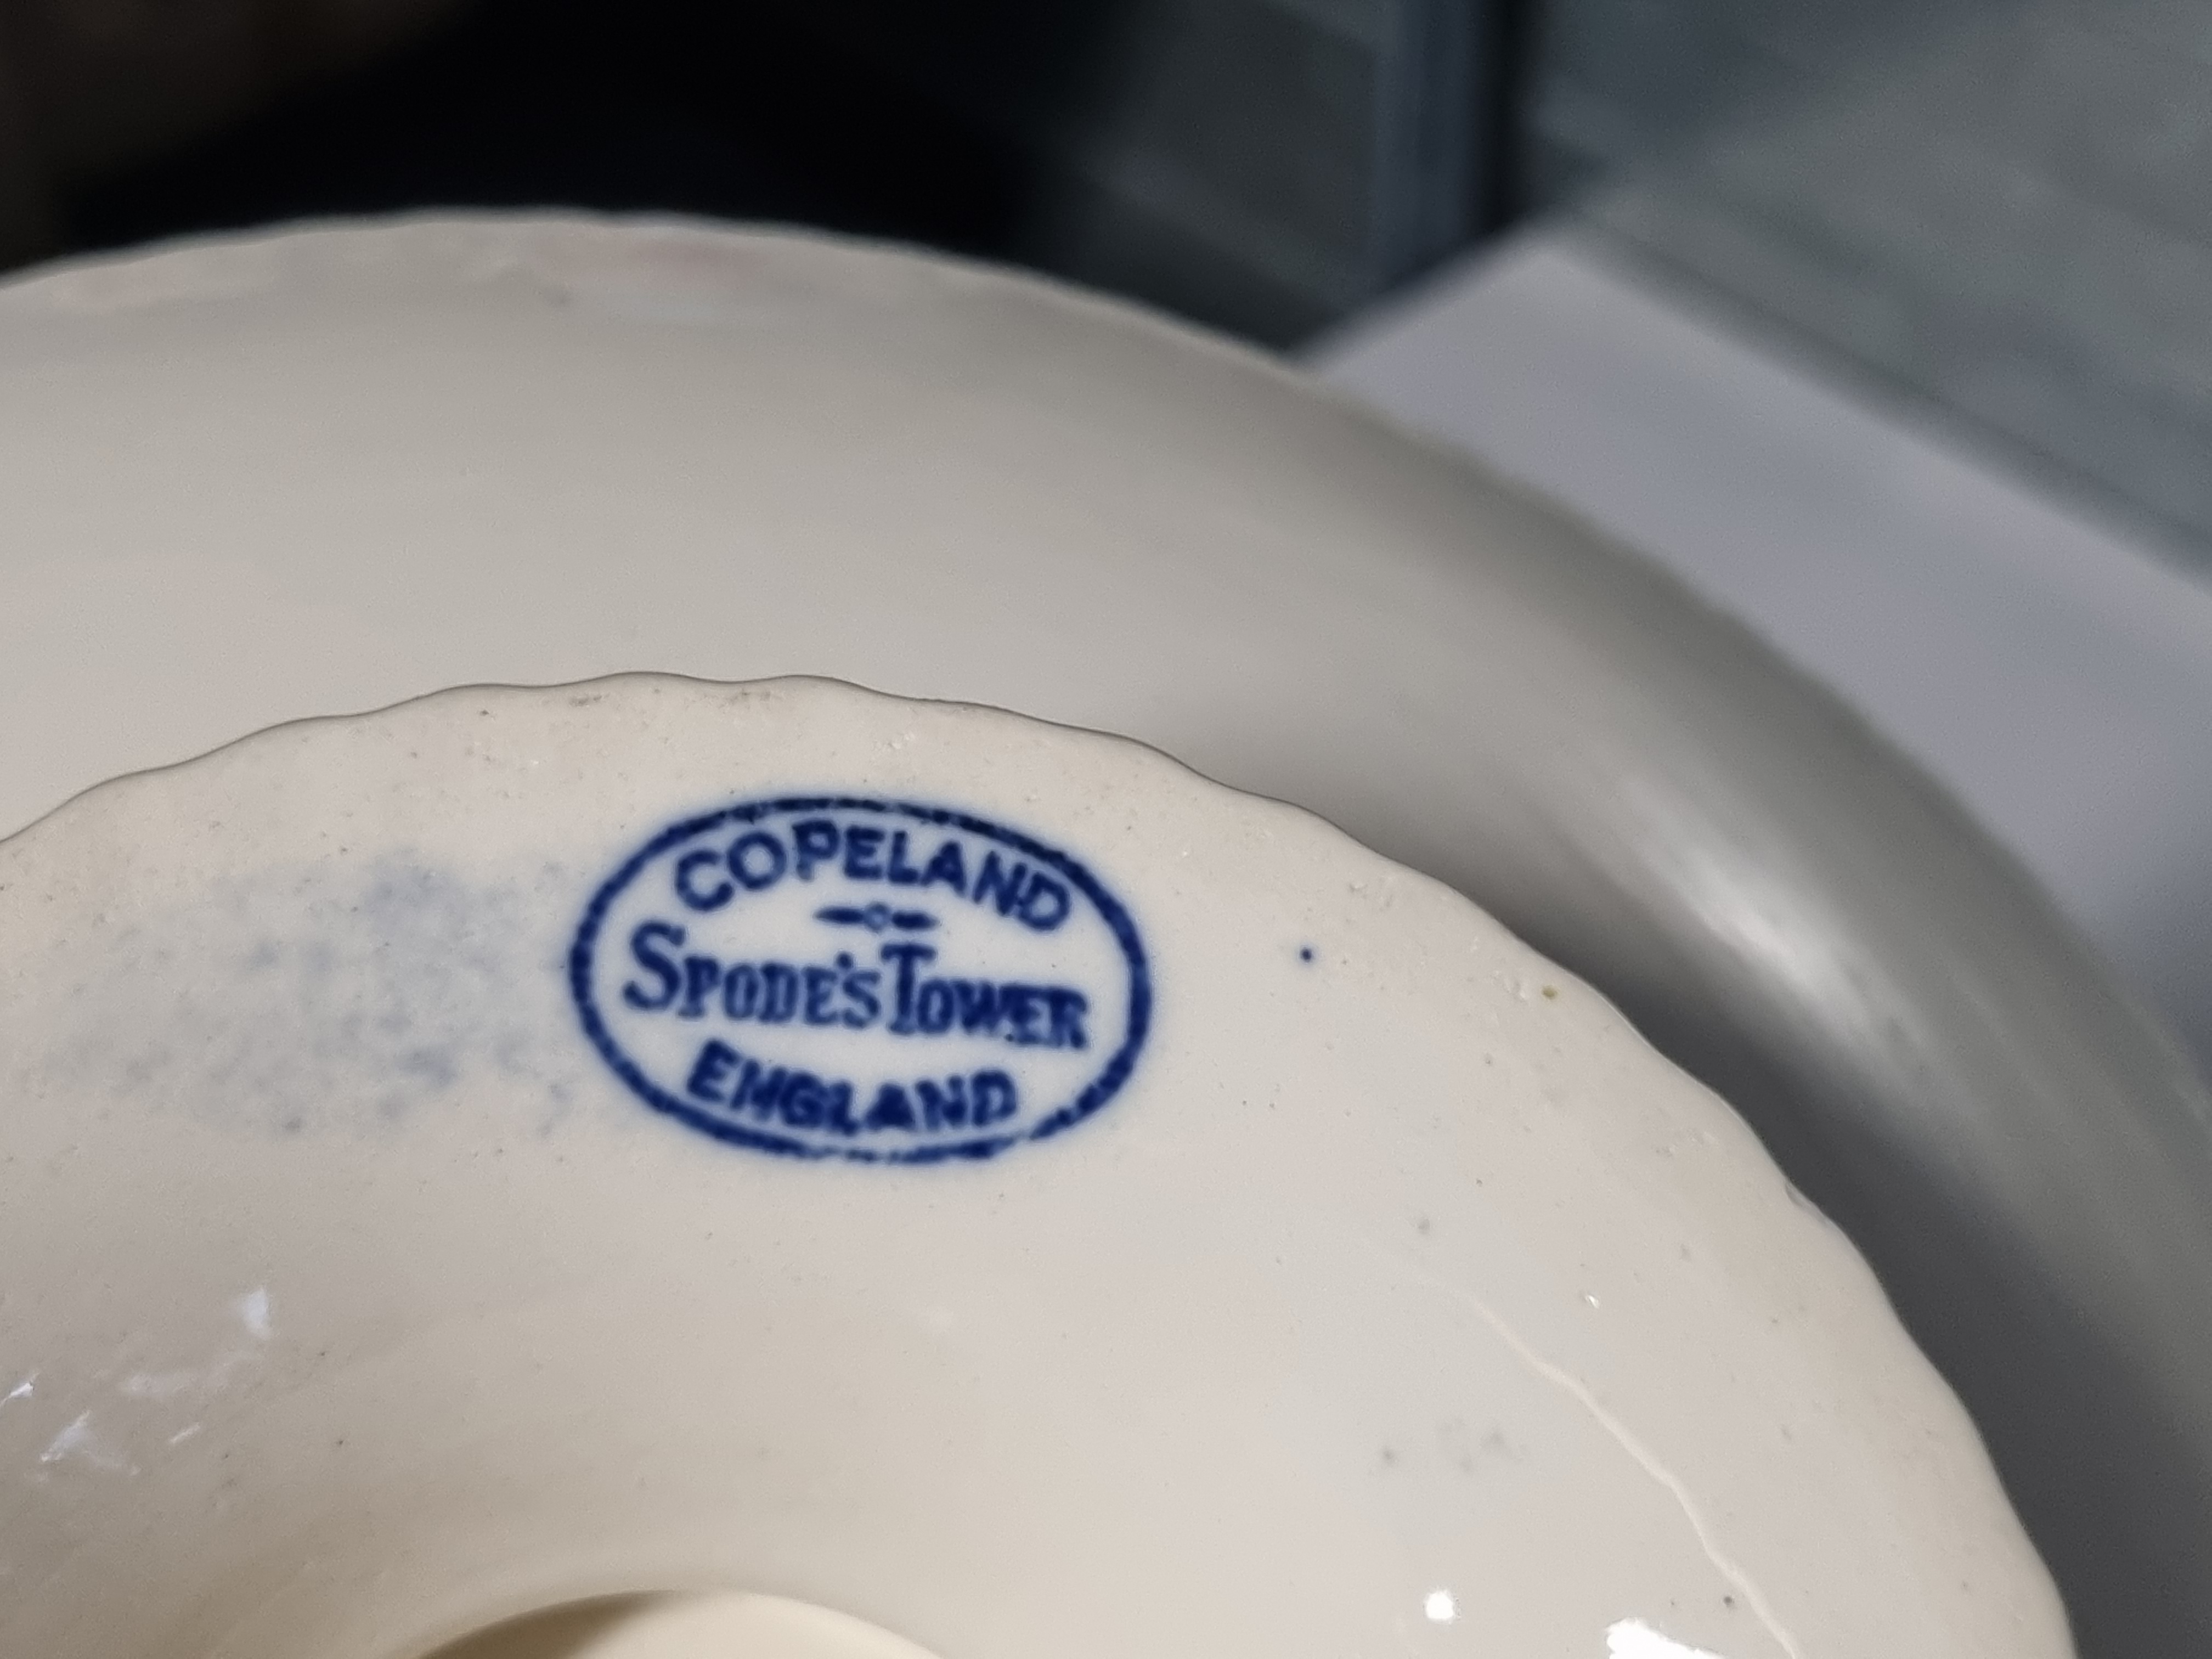 COPELAND
SPODE'S TOWER
ENGLAND